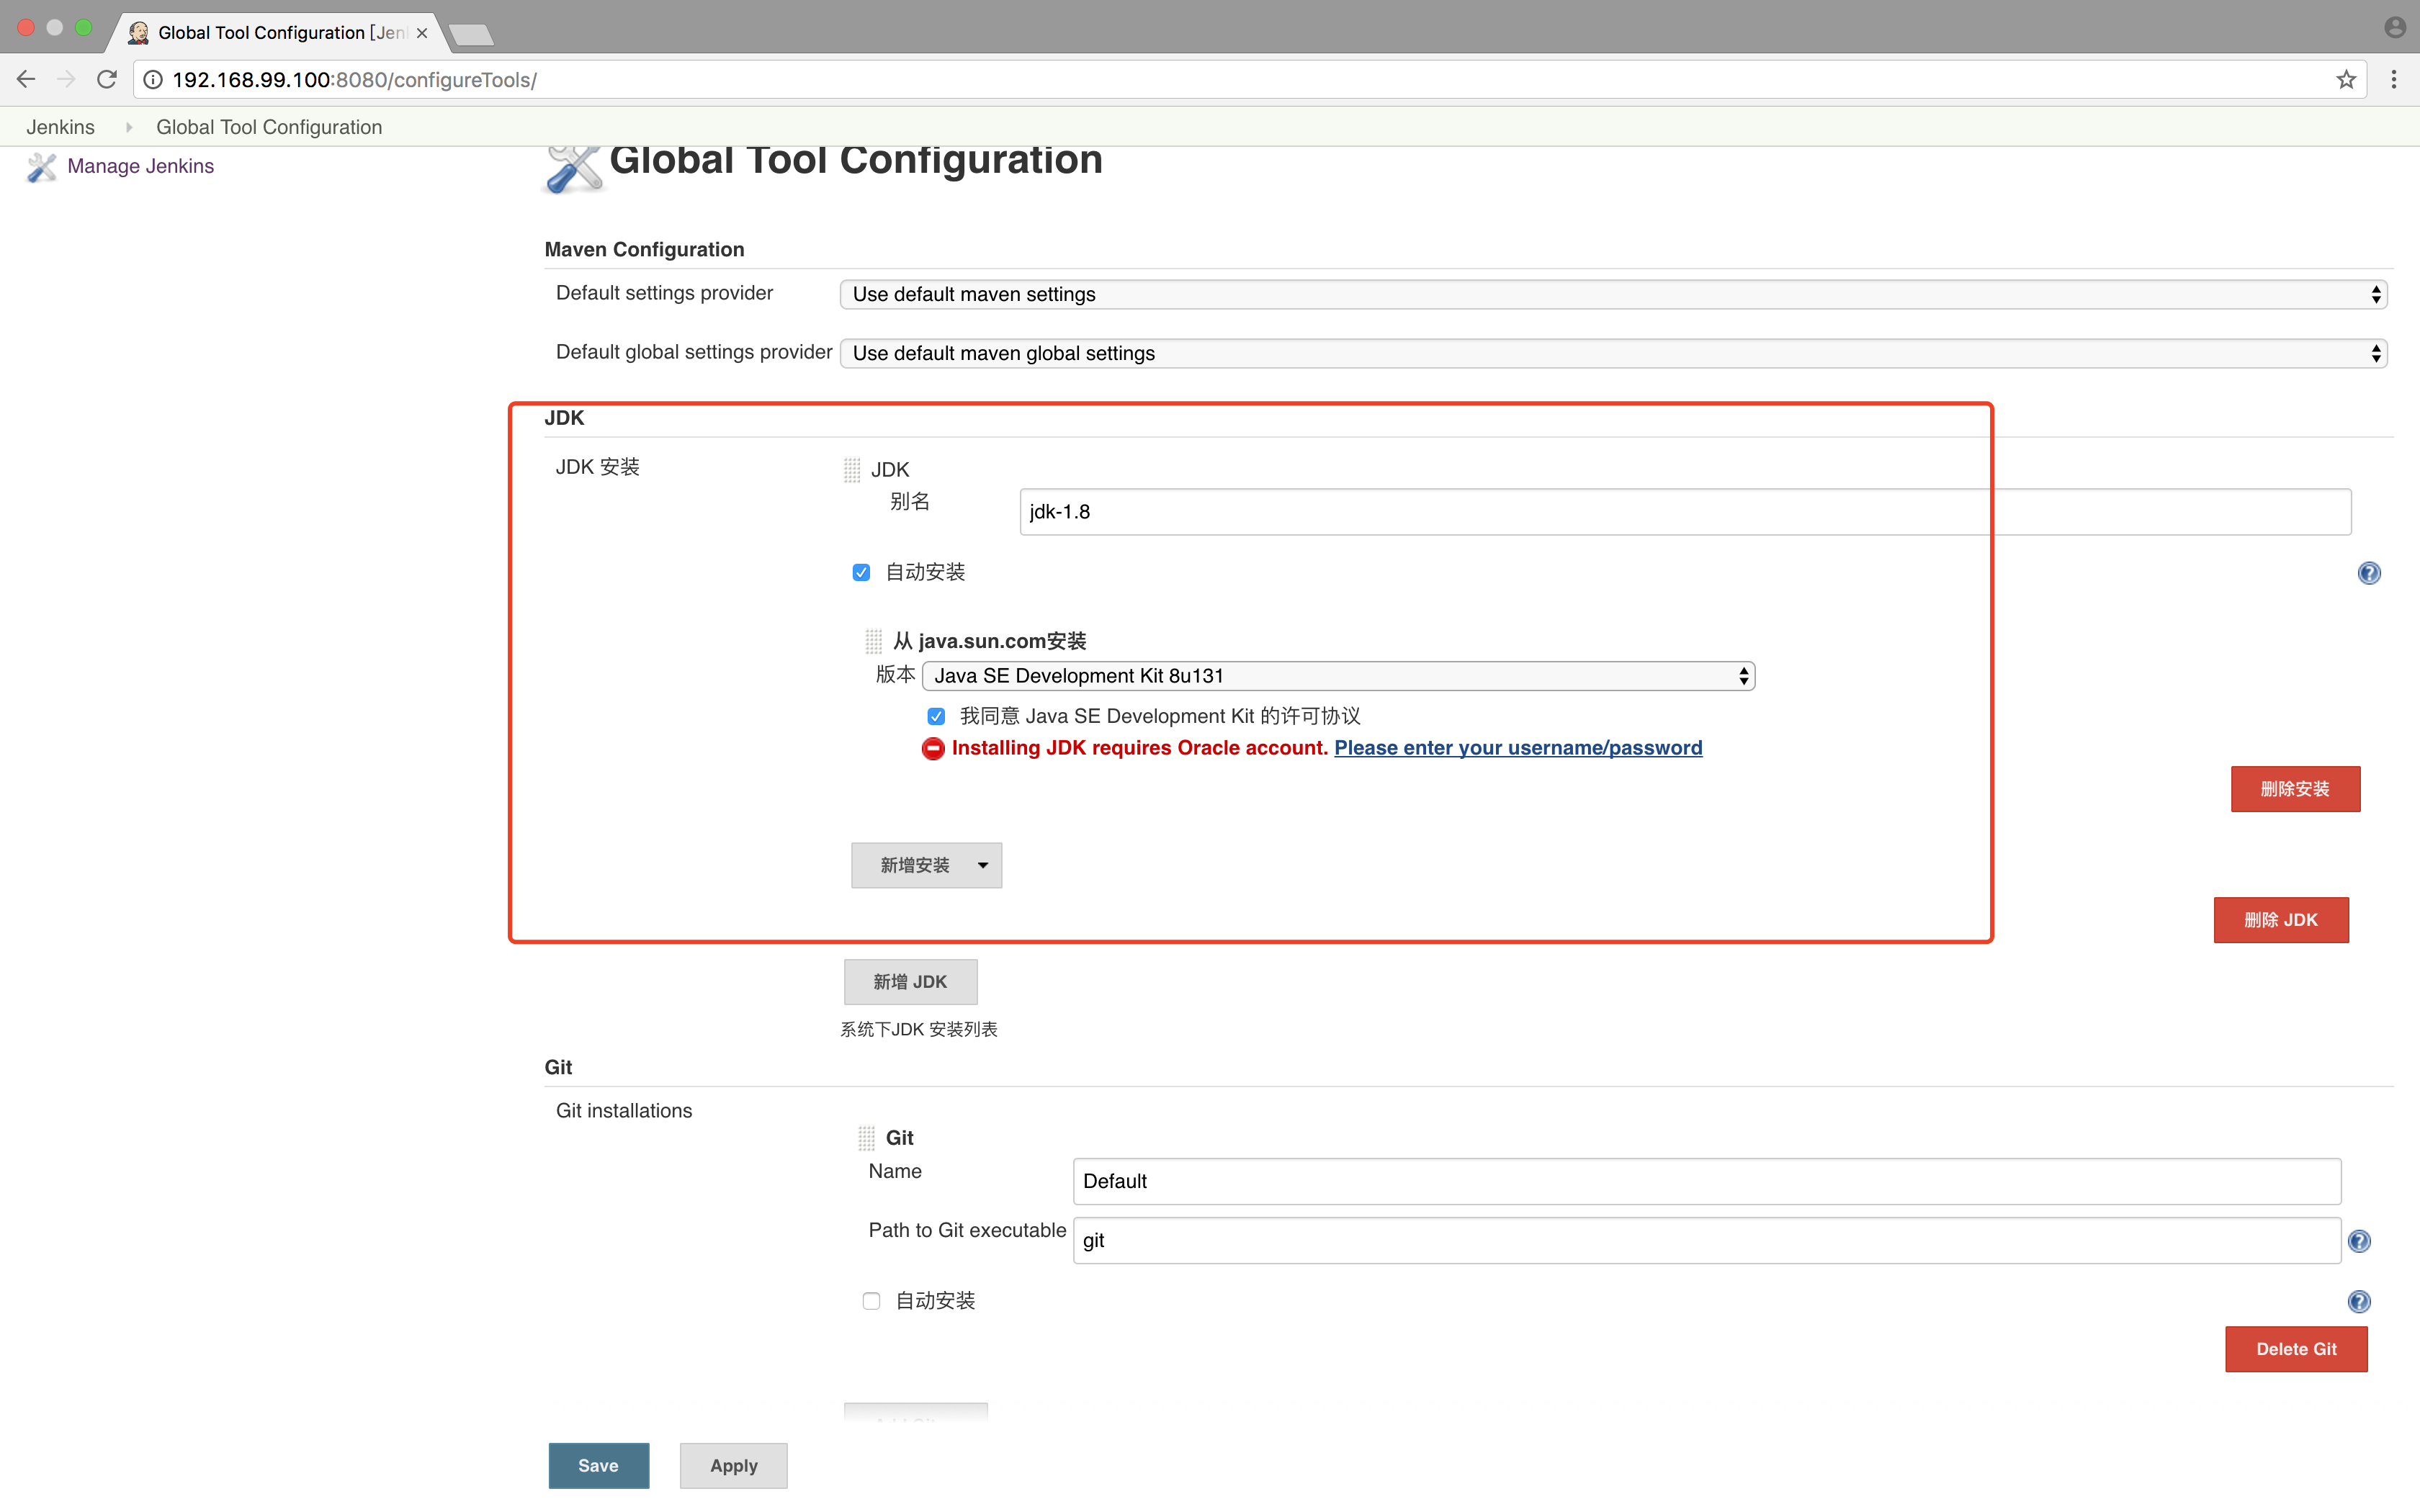 Global Tool Configuration [Jen
192.168.99.100:8080/configureTools/
Jenkins Global Tool Configuration
Manage Jenkins
Global Tool Configuration
Maven Configuration
Default settings provider Use default maven settings
Default global settings provider Use default maven global settings
JDK
JDK 安装
JDK
别名 jdk-1.8
自动安装
从 java.sun.com安装
版本 Java SE Development Kit 8u131
我同意 Java SE Development Kit 的许可协议
Installing JDK requires Oracle account. Please enter your username/password
删除安装
新增安装
删除 JDK
新增 JDK
系统下JDK 安装列表
Git
Git installations
Git
Name Default
Path to Git executable git
自动安装
Delete Git
Save Apply